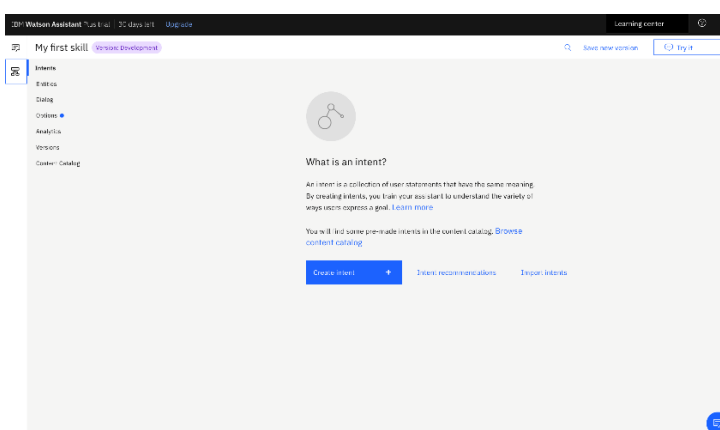 IBM Watson Assistant Plus trial | 30 days left Upgrade Learning center
My first skill Version: Development Save new version Try it
Intents
Entities
Dialog
Options
Analytics
Versions
Content Catalog
What is an intent?
An intent is a collection of user statements that have the same meaning.
By creating intents, you train your assistant to understand the variety of
ways users express a goal. Learn more
You will find some pre-made intents in the content catalog. Browse
content catalog
Create intent + Intent recommendations Import intents